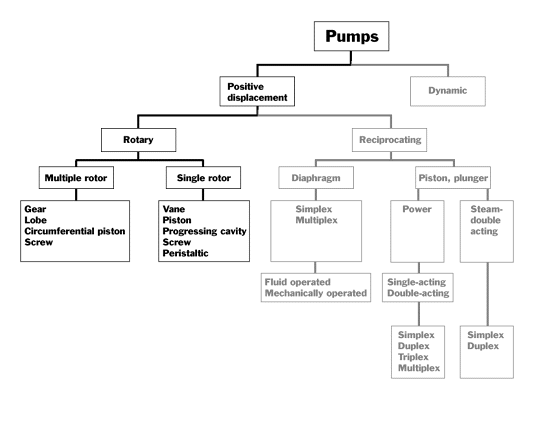 Pumps
Positive
displacement
Dynamic
Rotary
Reciprocating
Multiple rotor
Single rotor
Diaphragm
Piston, plunger
Gear
Lobe
Circumferential piston
Screw
Vane
Piston
Progressing cavity
Screw
Peristaltic
Simplex
Multiplex
Power
Steam-
double
acting
Fluid operated
Mechanically operated
Single-acting
Double-acting
Simplex
Duplex
Triplex
Multiplex
Simplex
Duplex